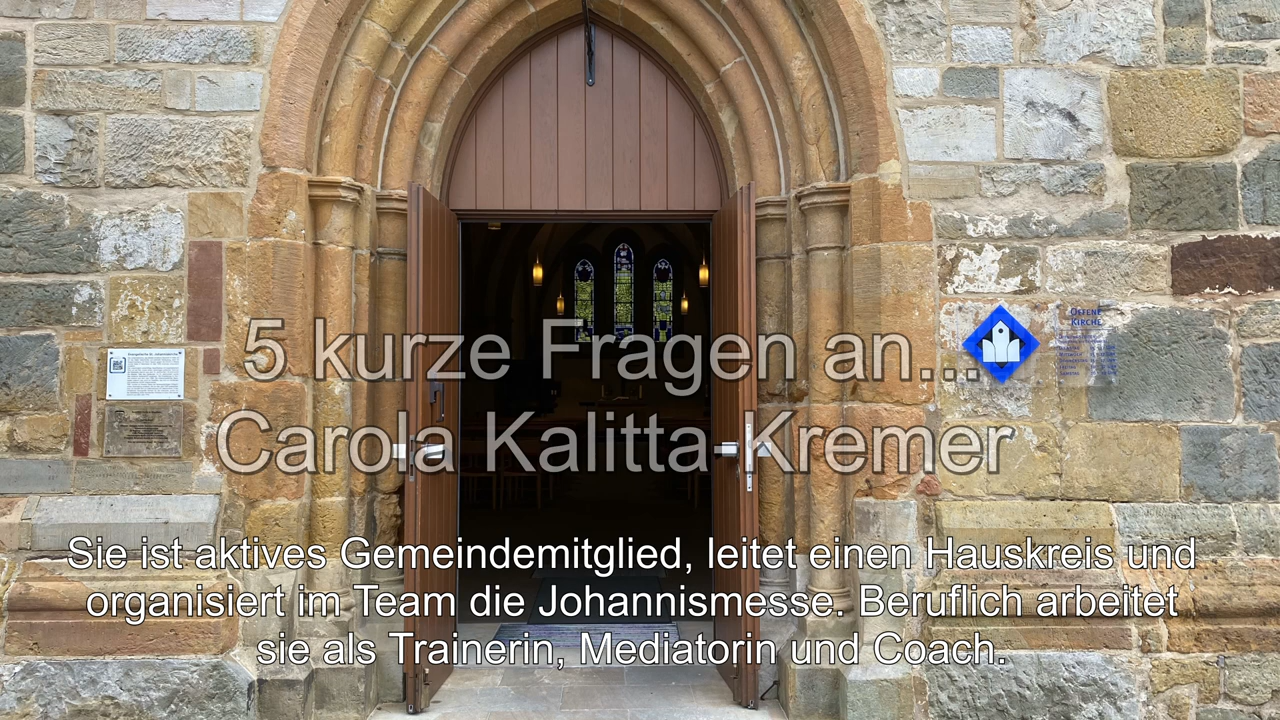 5 kurze Fragen an...
Carola Kalitta-Kremer
Sie ist aktives Gemeindemitglied, leitet einen Hauskreis und
organisiert im Team die Johannismesse. Beruflich arbeitet
sie als Trainerin, Mediatorin und Coach.
Offene
Kirche